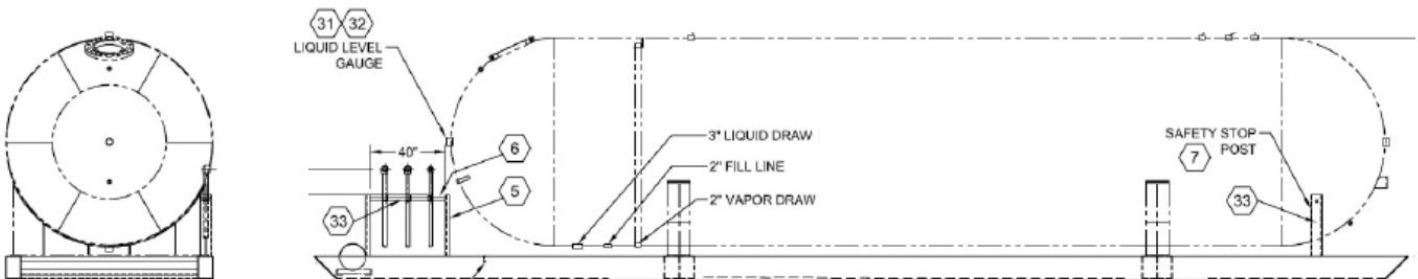 31 32
LIQUID LEVEL
GAUGE
40"
6
5
33
3" LIQUID DRAW
2" FILL LINE
2" VAPOR DRAW
SAFETY STOP
POST
7
33